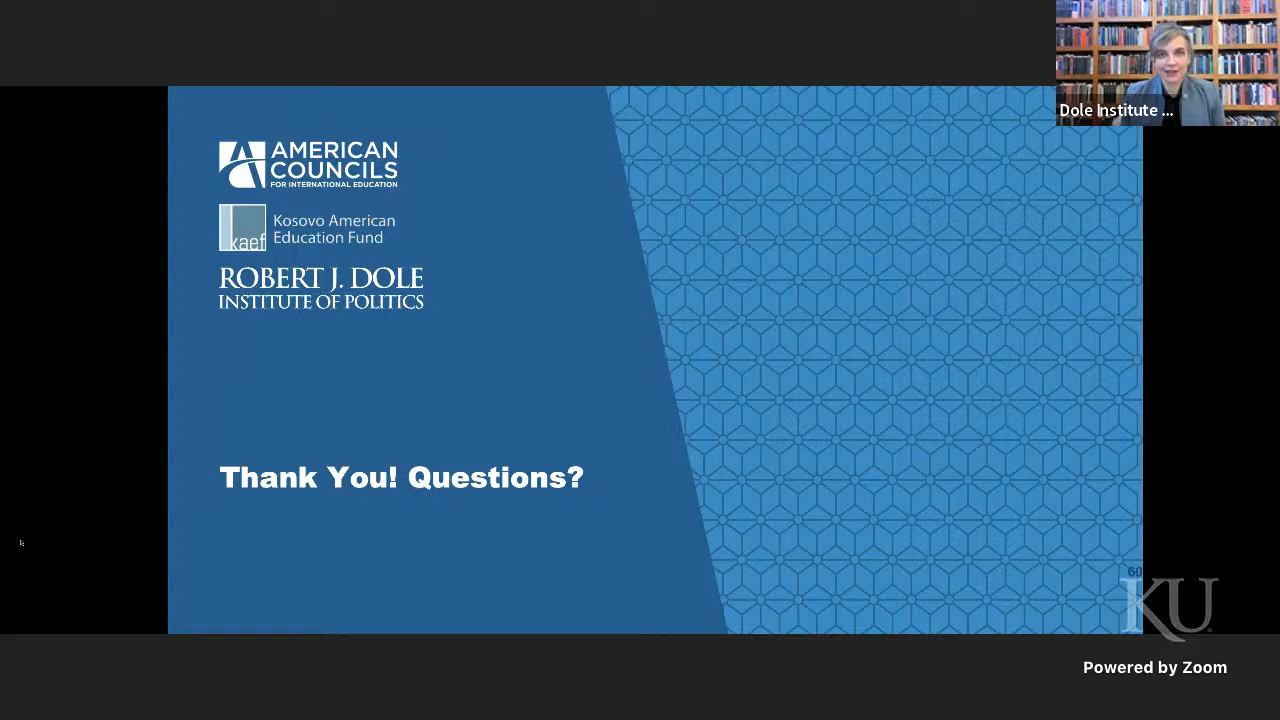 Dole Institute ...
AMERICAN
COUNCILS
FOR INTERNATIONAL EDUCATION
kaef
Kosovo American
Education Fund
ROBERT J. DOLE
INSTITUTE OF POLITICS
Thank You! Questions?
60
KU
Powered by Zoom